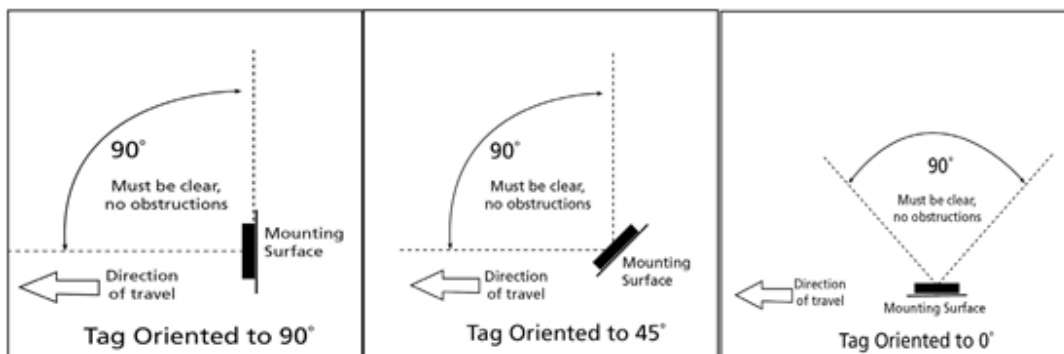 90°
Must be clear,
no obstructions
Mounting
Surface
Direction
of travel
Tag Oriented to 90°
90°
Must be clear,
no obstructions
Mounting
Surface
Direction
of travel
Tag Oriented to 45°
90°
Must be clear,
no obstructions
Direction
of travel
Mounting Surface
Tag Oriented to 0°